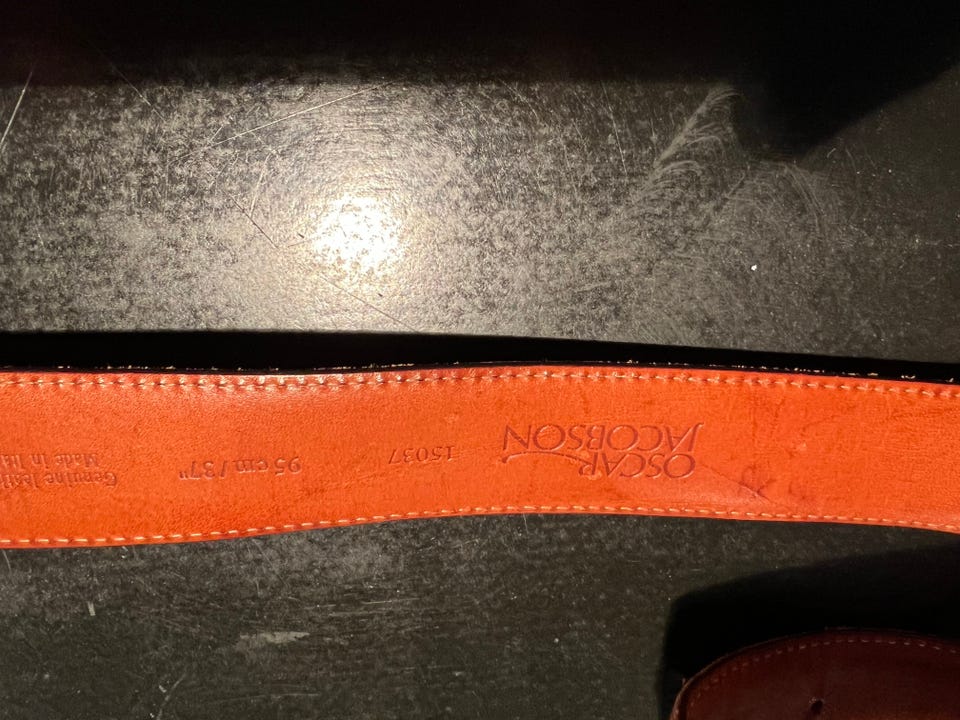 OSCAR
JACOBSON
15037
95 cm / 37"
Genuine
Made in